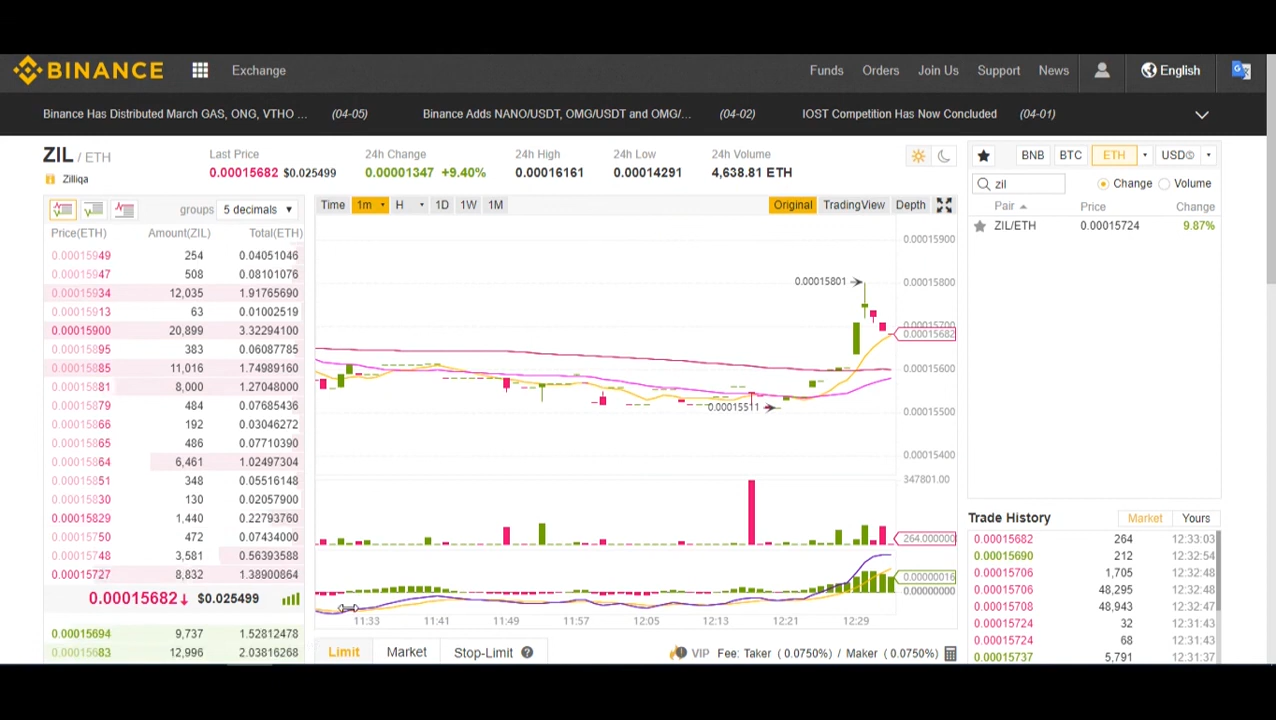 BINANCE Exchange Funds Orders Join Us Support News English
Binance Has Distributed March GAS, ONG, VTHO ... (04-05) Binance Adds NANO/USDT, OMG/USDT and OMG/... (04-02) IOST Competition Has Now Concluded (04-01)
ZIL / ETH
Zilliqa
Last Price
0.00015682 $0.025499
24h Change
0.00001347 +9.40%
24h High
0.00016161
24h Low
0.00014291
24h Volume
4,638.81 ETH
groups 5 decimals
Price(ETH) Amount(ZIL) Total(ETH)
0.00015949 254 0.04051046
0.00015947 508 0.08101076
0.00015934 12,035 1.91765690
0.00015913 63 0.01002519
0.00015900 20,899 3.32294100
0.00015895 383 0.06087785
0.00015885 11,016 1.74989160
0.00015881 8,000 1.27048000
0.00015879 484 0.07685436
0.00015866 192 0.03046272
0.00015865 486 0.07710390
0.00015864 6,461 1.02497304
0.00015851 348 0.05516148
0.00015830 130 0.02057900
0.00015829 1,440 0.22793760
0.00015750 472 0.07434000
0.00015748 3,581 0.56393588
0.00015727 8,832 1.38900864
0.00015682↓ $0.025499
0.00015694 9,737 1.52812478
0.00015683 12,996 2.03816268
Time 1m H 1D 1W 1M Original TradingView Depth
0.00015900
0.00015801
0.00015800
0.00015700
0.00015682
0.00015600
0.00015511
0.00015500
0.00015400
347801.00
264.000000
0.00000016
0.00000000
11:33 11:41 11:49 11:57 12:05 12:13 12:21 12:29
Limit Market Stop-Limit ? VIP Fee: Taker ( 0.0750% ) / Maker ( 0.0750% )
BNB BTC ETH USDⓈ
zil Change Volume
Pair Price Change
ZIL/ETH 0.00015724 9.87%
Trade History Market Yours
0.00015682 264 12:33:03
0.00015690 212 12:32:54
0.00015706 1,705 12:32:48
0.00015706 48,295 12:32:48
0.00015708 48,943 12:32:47
0.00015724 32 12:31:43
0.00015724 68 12:31:43
0.00015737 5,791 12:31:37